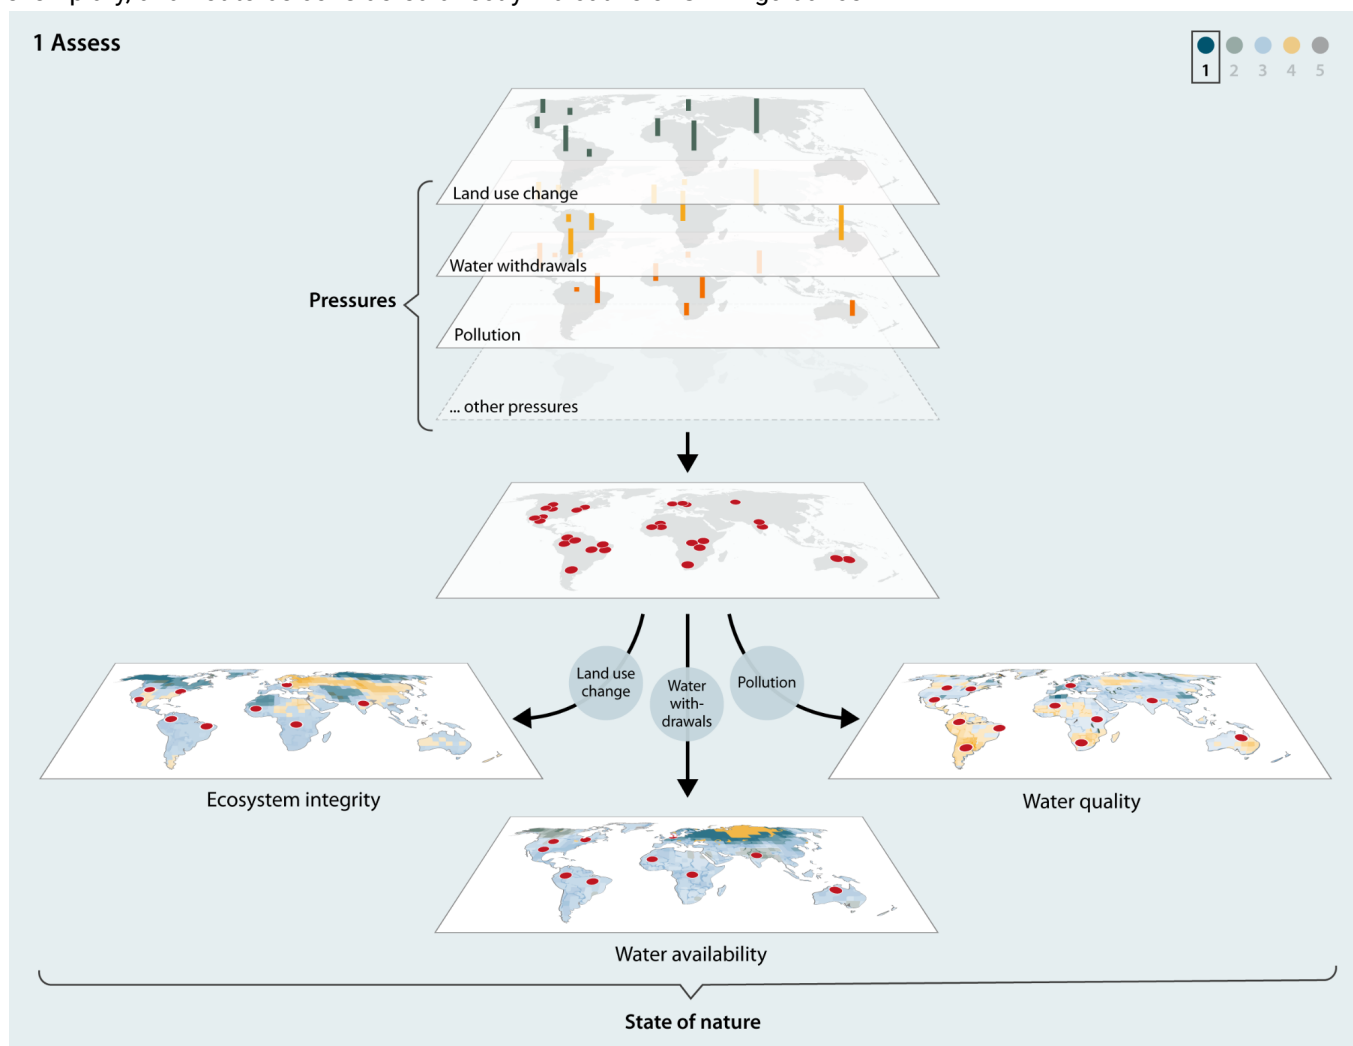 1 Assess
1 2 3 4 5
Land use change
Water withdrawals
Pressures
Pollution
... other pressures
Land use
change
Water
with-
drawals
Pollution
Ecosystem integrity
Water quality
Water availability
State of nature